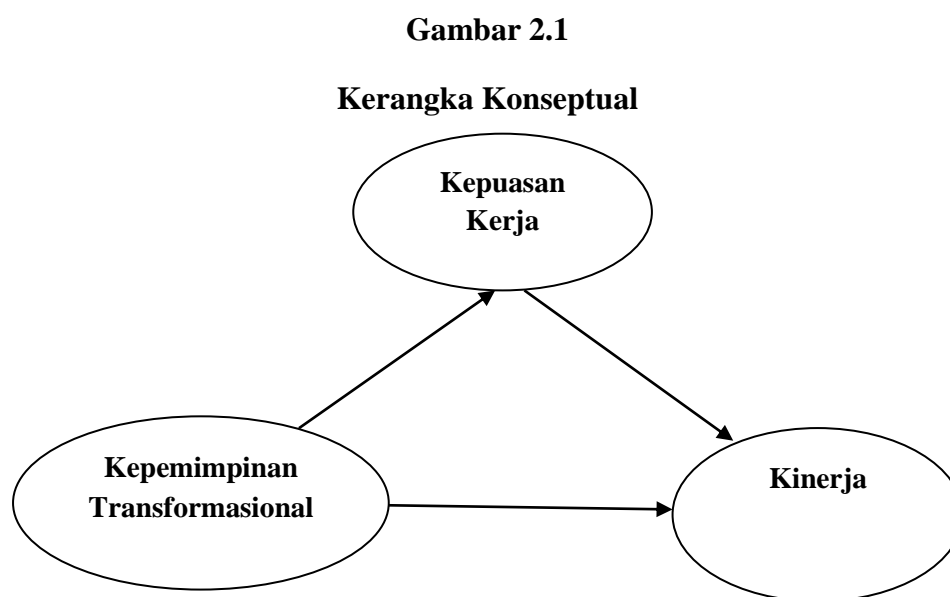 Gambar 2.1
Kerangka Konseptual
Kepuasan
Kerja
Kepemimpinan
Transformasional
Kinerja